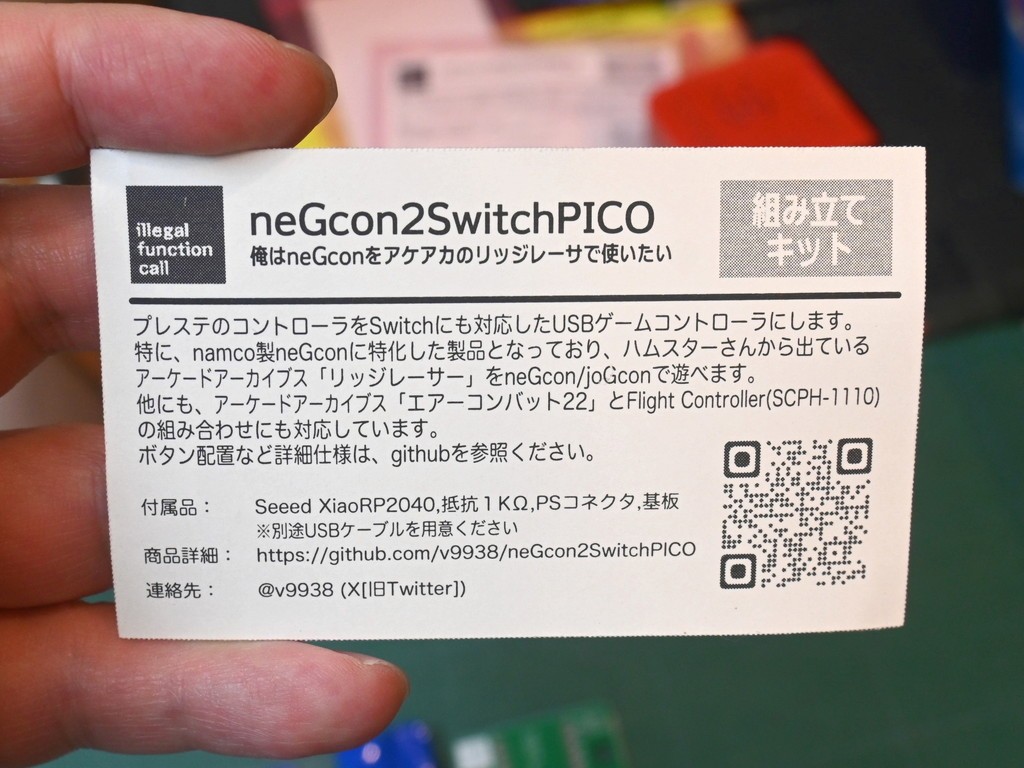 illegal
function
call
neGcon2SwitchPICO
俺はneGconをアケアカのリッジレーサで使いたい
組み立て
キット
プレステのコントローラをSwitchにも対応したUSBゲームコントローラにします。
特に、namco製neGconに特化した製品となっており、ハムスターさんから出ている
アーケードアーカイブス「リッジレーサー」をneGcon/joGconで遊べます。
他にも、アーケードアーカイブス「エアーコンバット22」とFlight Controller(SCPH-1110)
の組み合わせにも対応しています。
ボタン配置など詳細仕様は、githubを参照ください。
付属品： Seeed XiaoRP2040,抵抗１KΩ,PSコネクタ,基板
※別途USBケーブルを用意ください
商品詳細： https://github.com/v9938/neGcon2SwitchPICO
連絡先： @v9938 (X[旧Twitter])